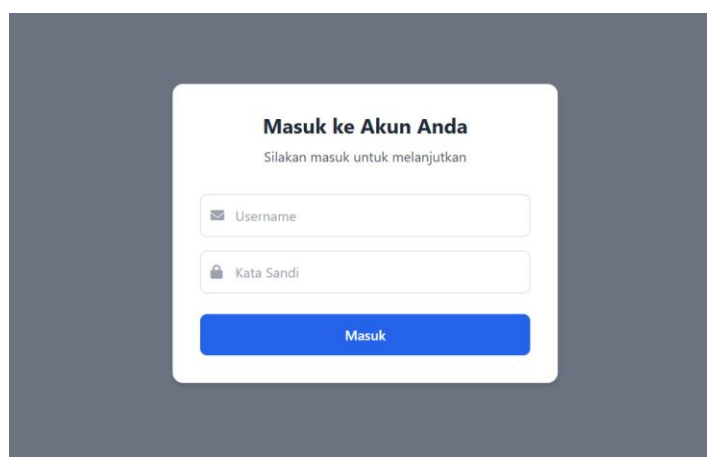 Masuk ke Akun Anda
Silakan masuk untuk melanjutkan
Username
Kata Sandi
Masuk